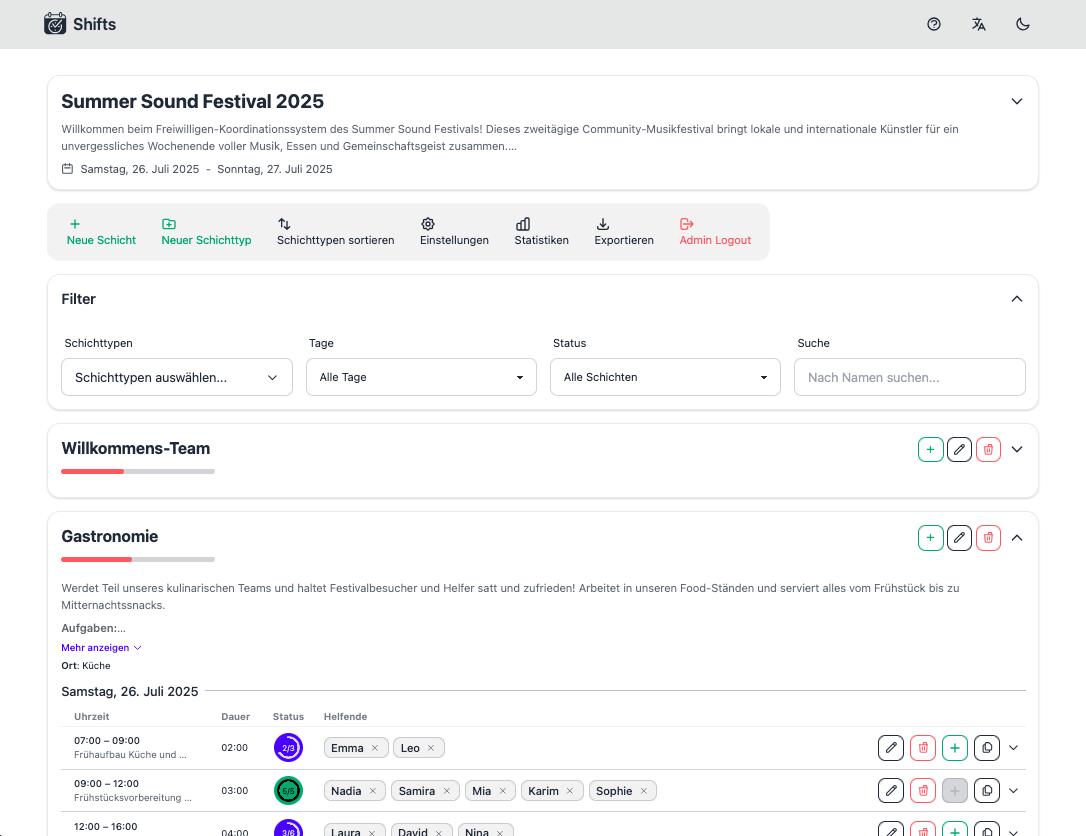 Shifts
Summer Sound Festival 2025
Willkommen beim Freiwilligen-Koordinationssystem des Summer Sound Festivals! Dieses zweitägige Community-Musikfestival bringt lokale und internationale Künstler für ein
unvergessliches Wochenende voller Musik, Essen und Gemeinschaftsgeist zusammen....
Samstag, 26. Juli 2025 - Sonntag, 27. Juli 2025
Neue Schicht Neuer Schichttyp Schichttypen sortieren Einstellungen Statistiken Exportieren Admin Logout
Filter
Schichttypen Tage Status Suche
Schichttypen auswählen... Alle Tage Alle Schichten Nach Namen suchen...
Willkommens-Team
Gastronomie
Werdet Teil unseres kulinarischen Teams und haltet Festivalbesucher und Helfer satt und zufrieden! Arbeitet in unseren Food-Ständen und serviert alles vom Frühstück bis zu
Mitternachtssnacks.
Aufgaben:...
Mehr anzeigen
Ort: Küche
Samstag, 26. Juli 2025
Uhrzeit Dauer Status Helfende
07:00 – 09:00
Frühaufbau Küche und ...
02:00 2/3 Emma × Leo ×
09:00 – 12:00
Frühstücksvorbereitung ...
03:00 5/5 Nadia × Samira × Mia × Karim × Sophie ×
12:00 – 16:00
04:00 3/6 Laura × David × Nina ×